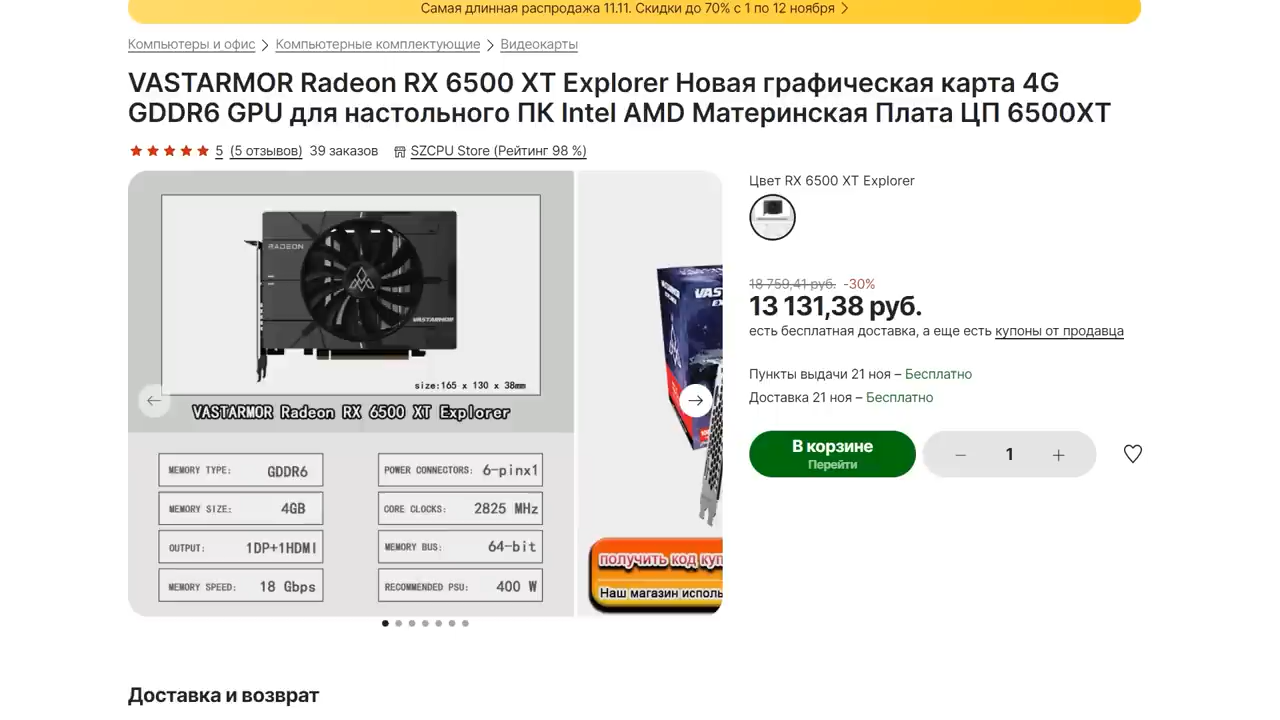 Самая длинная распродажа 11.11. Скидки до 70% с 1 по 12 ноября
Компьютеры и офис > Компьютерные комплектующие > Видеокарты
VASTARMOR Radeon RX 6500 XT Explorer Новая графическая карта 4G
GDDR6 GPU для настольного ПК Intel AMD Материнская Плата ЦП 6500XT
5 (5 отзывов) 39 заказов SZCPU Store (Рейтинг 98 %)
RADEON
VASTARMOR
size:165 x 130 x 38mm
VASTARMOR Radeon RX 6500 XT Explorer
MEMORY TYPE: GDDR6
POWER CONNECTORS: 6-pinx1
MEMORY SIZE: 4GB
CORE CLOCKS: 2825 MHz
OUTPUT: 1DP+1HDMI
MEMORY BUS: 64-bit
MEMORY SPEED: 18 Gbps
RECOMMENDED PSU: 400 W
VAS
получить код куп
Наш магазин исполь
Цвет RX 6500 XT Explorer
18 759,41 руб. -30%
13 131,38 руб.
есть бесплатная доставка, а еще есть купоны от продавца
Пункты выдачи 21 ноя – Бесплатно
Доставка 21 ноя – Бесплатно
В корзине
Перейти
− 1 +
Доставка и возврат